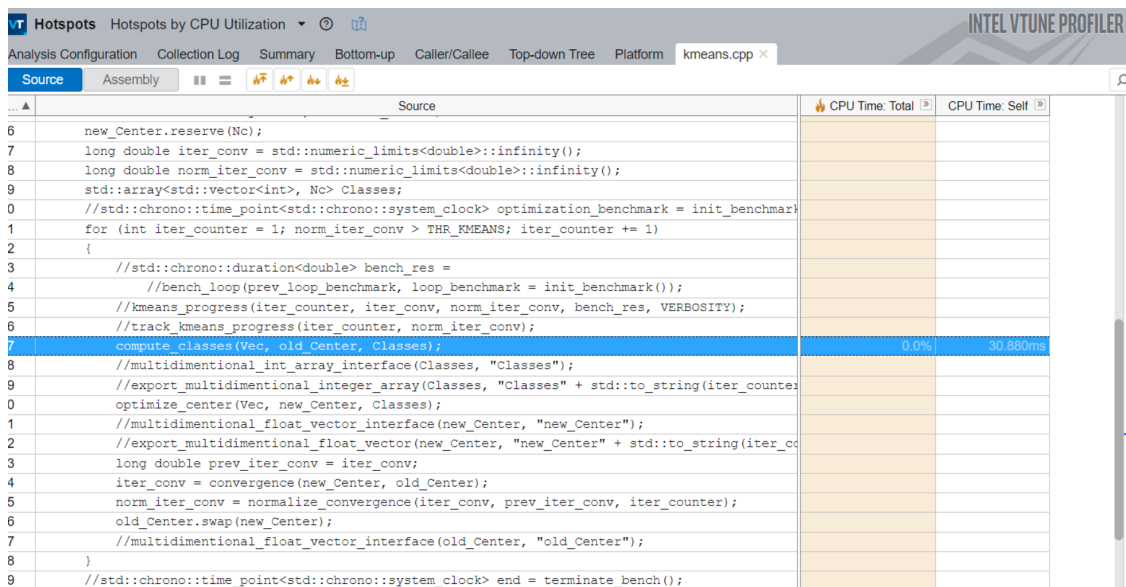 VT Hotspots Hotspots by CPU Utilization INTEL VTUNE PROFILER
Analysis Configuration Collection Log Summary Bottom-up Caller/Callee Top-down Tree Platform kmeans.cpp
Source Assembly
... Source CPU Time: Total CPU Time: Self
6 new_Center.reserve(Nc);
7 long double iter_conv = std::numeric_limits<double>::infinity();
8 long double norm_iter_conv = std::numeric_limits<double>::infinity();
9 std::array<std::vector<int>, Nc> Classes;
0 //std::chrono::time_point<std::chrono::system_clock> optimization_benchmark = init_benchmark
1 for (int iter_counter = 1; norm_iter_conv > THR_KMEANS; iter_counter += 1)
2 {
3 //std::chrono::duration<double> bench_res =
4 //bench_loop(prev_loop_benchmark, loop_benchmark = init_benchmark());
5 //kmeans_progress(iter_counter, iter_conv, norm_iter_conv, bench_res, VERBOSITY);
6 //track_kmeans_progress(iter_counter, norm_iter_conv);
7 compute_classes(Vec, old_Center, Classes); 0.0% 30.880ms
8 //multidimentional_int_array_interface(Classes, "Classes");
9 //export_multidimentional_integer_array(Classes, "Classes" + std::to_string(iter_counter
0 optimize_center(Vec, new_Center, Classes);
1 //multidimentional_float_vector_interface(new_Center, "new_Center");
2 //export_multidimentional_float_vector(new_Center, "new_Center" + std::to_string(iter_co
3 long double prev_iter_conv = iter_conv;
4 iter_conv = convergence(new_Center, old_Center);
5 norm_iter_conv = normalize_convergence(iter_conv, prev_iter_conv, iter_counter);
6 old_Center.swap(new_Center);
7 //multidimentional_float_vector_interface(old_Center, "old_Center");
8 }
9 //std::chrono::time_point<std::chrono::system_clock> end = terminate_bench();